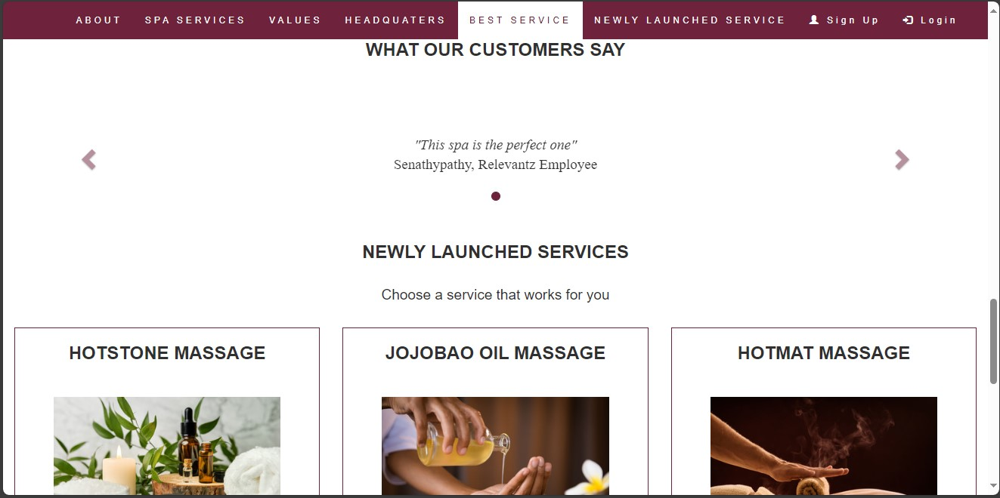 ABOUT SPA SERVICES VALUES HEADQUATERS BEST SERVICE NEWLY LAUNCHED SERVICE Sign Up Login
WHAT OUR CUSTOMERS SAY
"This spa is the perfect one"
Senathypathy, Relevantz Employee
NEWLY LAUNCHED SERVICES
Choose a service that works for you
HOTSTONE MASSAGE JOJOBAO OIL MASSAGE HOTMAT MASSAGE